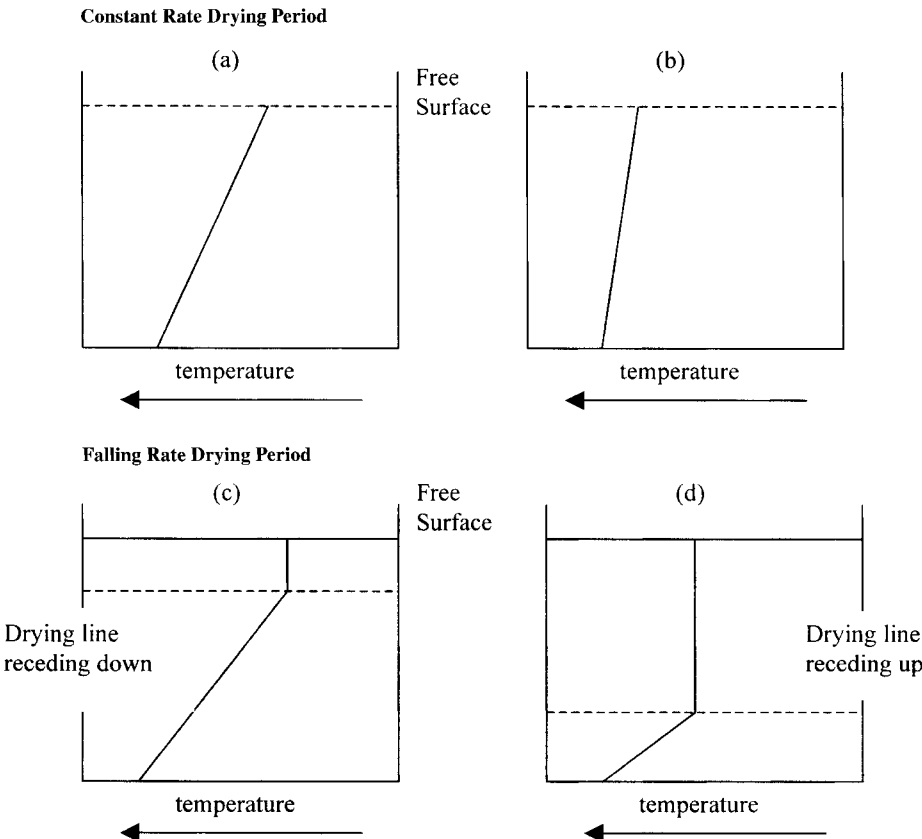 Constant Rate Drying Period
(a)
(b)
Free
Surface
temperature
temperature
Falling Rate Drying Period
(c)
(d)
Free
Surface
Drying line
receding down
Drying line
receding up
temperature
temperature